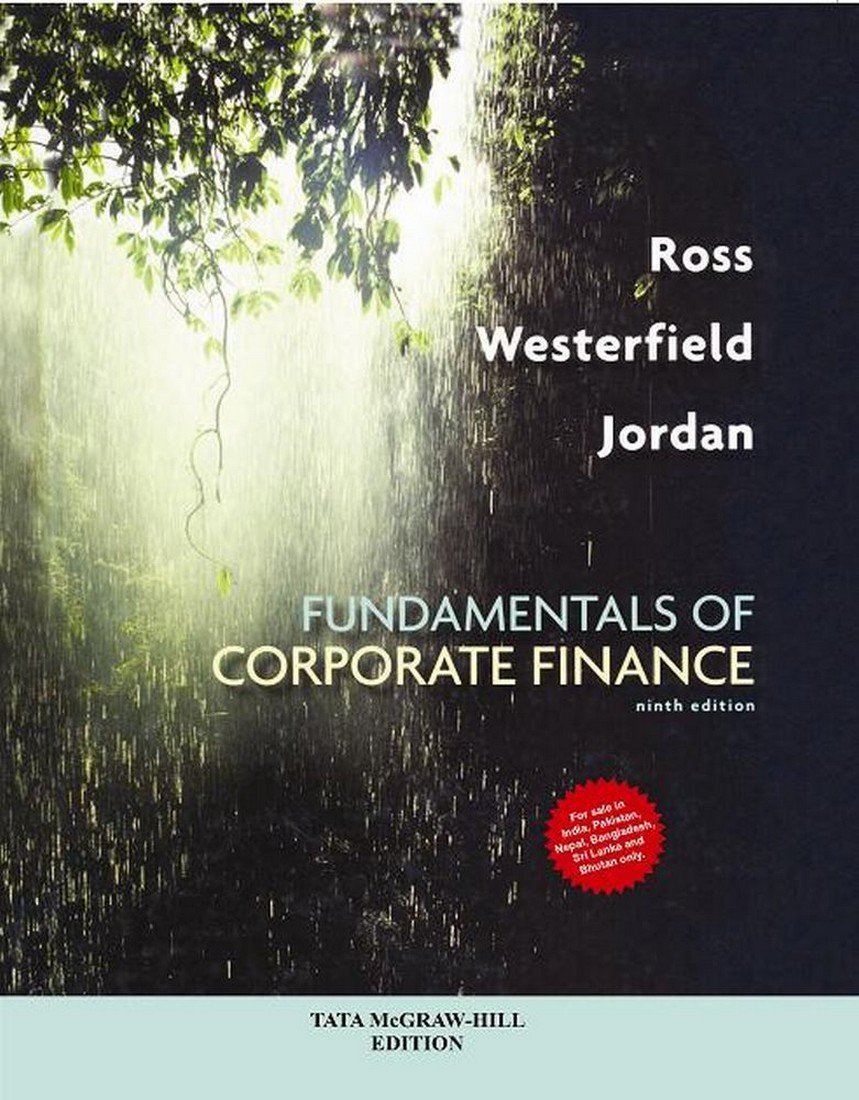 Ross
Westerfield
Jordan
FUNDAMENTALS OF
CORPORATE FINANCE
ninth edition
For sale in
India, Pakistan,
Nepal, Bangladesh,
Sri Lanka and
Bhutan only.
TATA McGRAW-HILL
EDITION